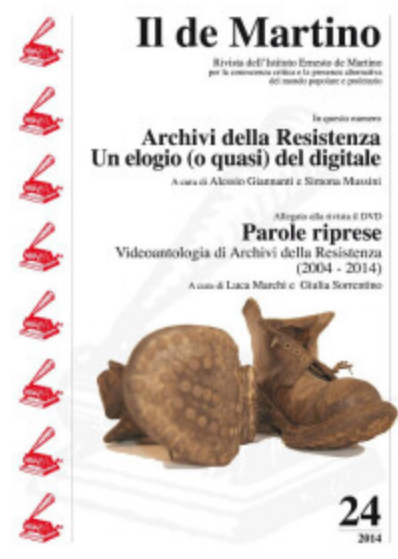 Il de Martino
Rivista dell'Istituto Ernesto de Martino
per la conoscenza critica e la presenza alternativa
del mondo popolare e proletario
In questo numero
Archivi della Resistenza
Un elogio (o quasi) del digitale
A cura di Alessio Giannanti e Simona Mussini
Allegato alla rivista il DVD
Parole riprese
Videoantologia di Archivi della Resistenza
(2004 - 2014)
A cura di Luca Marchi e Giulia Sorrentino
24
2014